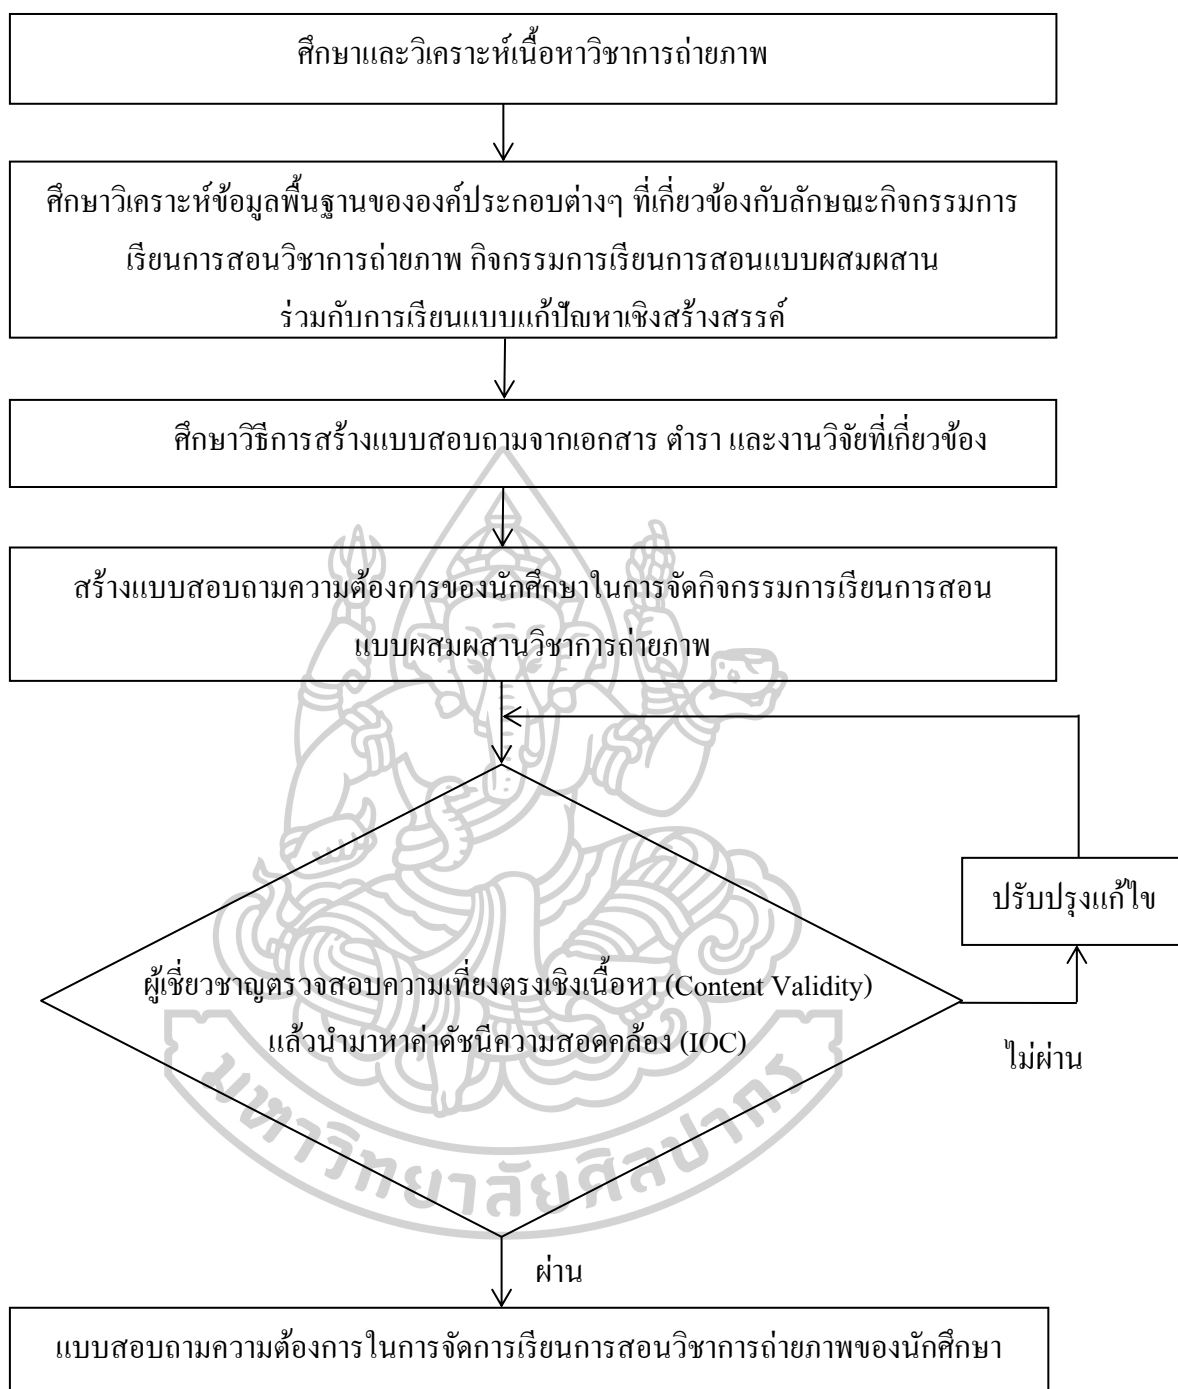 ศึกษาและวิเคราะห์เนื้อหาวิชาการถ่ายภาพ
ศึกษาวิเคราะห์ข้อมูลพื้นฐานขององค์ประกอบต่างๆ ที่เกี่ยวข้องกับลักษณะกิจกรรมการ
เรียนการสอนวิชาการถ่ายภาพ กิจกรรมการเรียนการสอนแบบผสมผสาน
ร่วมกับการเรียนแบบแก้ปัญหาเชิงสร้างสรรค์
ศึกษาวิธีการสร้างแบบสอบถามจากเอกสาร ตำรา และงานวิจัยที่เกี่ยวข้อง
สร้างแบบสอบถามความต้องการของนักศึกษาในการจัดกิจกรรมการเรียนการสอน
แบบผสมผสานวิชาการถ่ายภาพ
ปรับปรุงแก้ไข
ผู้เชี่ยวชาญตรวจสอบความเที่ยงตรงเชิงเนื้อหา (Content Validity)
แล้วนำมาหาค่าดัชนีความสอดคล้อง (IOC)
ไม่ผ่าน
มหาวิทยาลัยศิลปากร
ผ่าน
แบบสอบถามความต้องการในการจัดการเรียนการสอนวิชาการถ่ายภาพของนักศึกษา